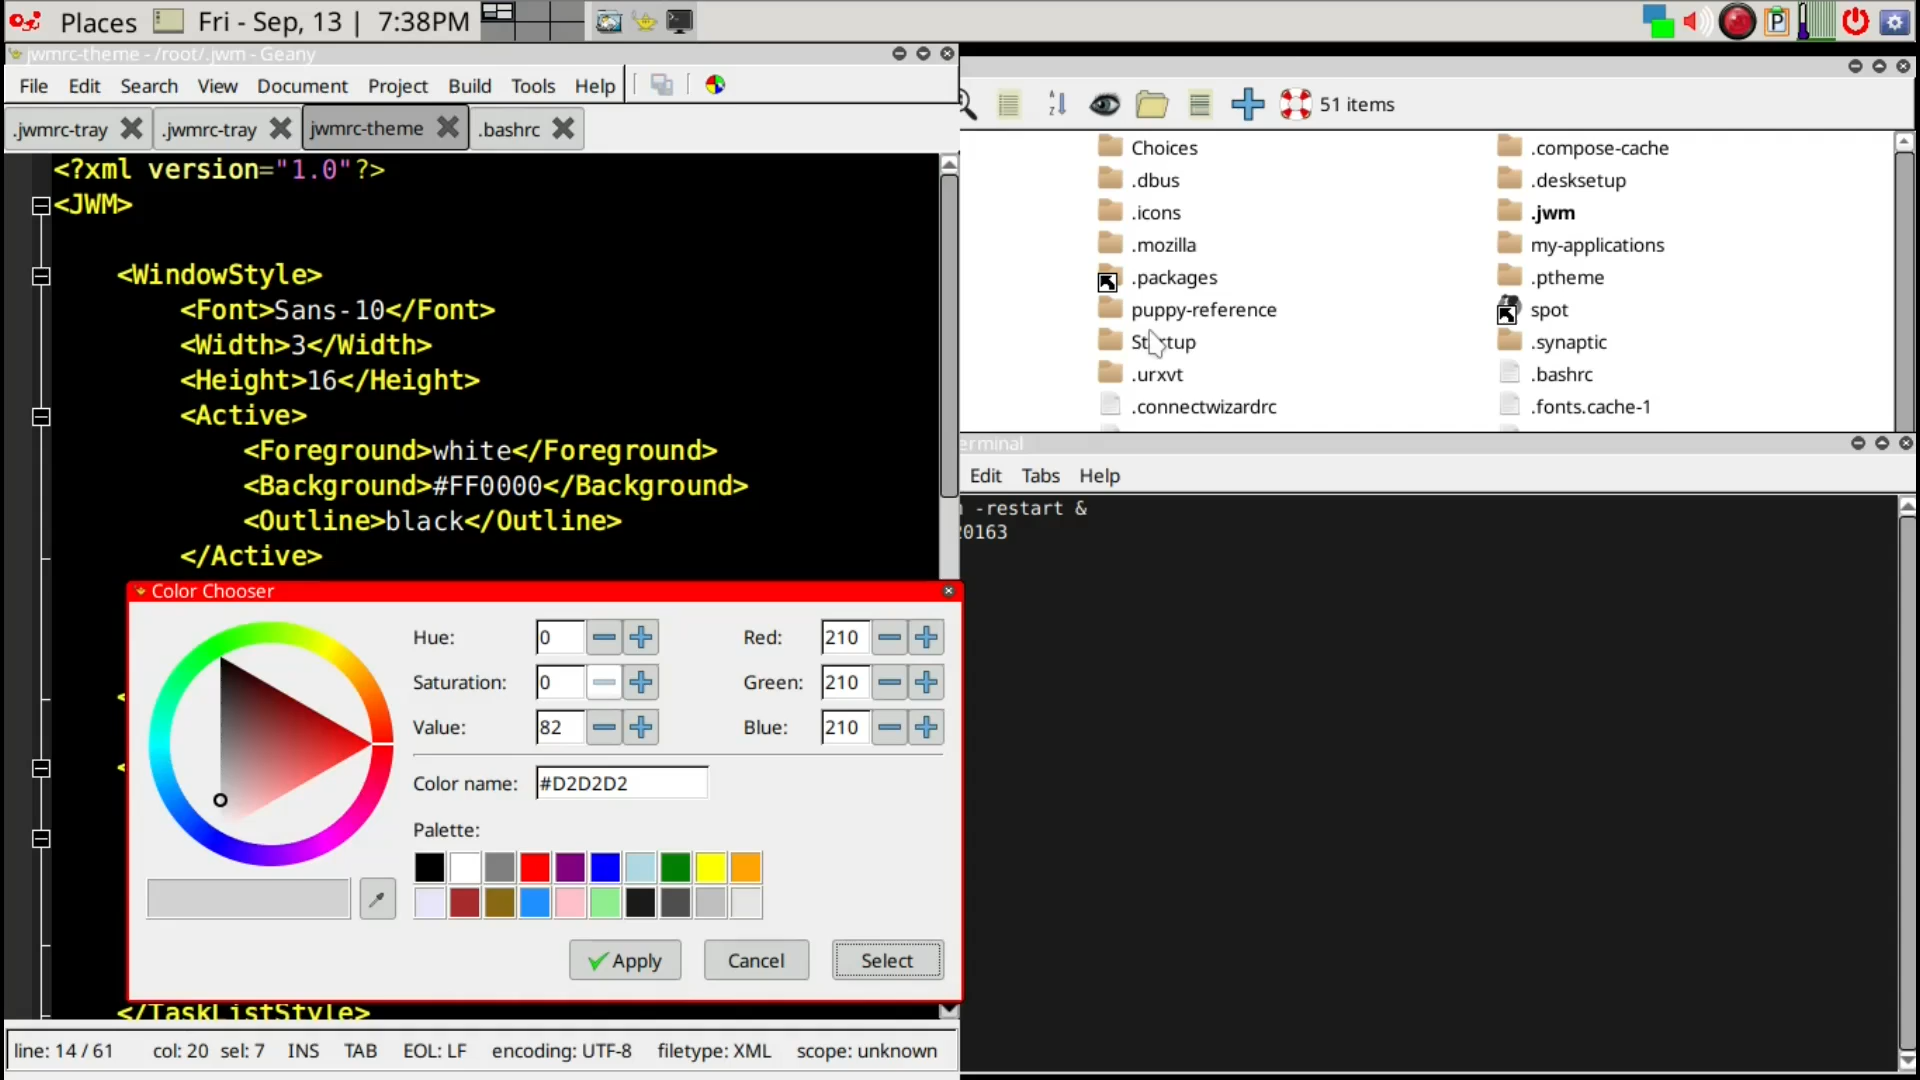 Places Fri - Sep, 13 | 7:38PM
jwmrc-theme - /root/.jwm - Geany
File Edit Search View Document Project Build Tools Help
.jwmrc-tray .jwmrc-tray jwmrc-theme .bashrc
<?xml version="1.0"?>
<JWM>
<WindowStyle>
<Font>Sans-10</Font>
<Width>3</Width>
<Height>16</Height>
<Active>
<Foreground>white</Foreground>
<Background>#FF0000</Background>
<Outline>black</Outline>
</Active>
<
<
</TaskListStyle>
line: 14 / 61 col: 20 sel: 7 INS TAB EOL: LF encoding: UTF-8 filetype: XML scope: unknown
Color Chooser
Hue: 0 Red: 210
Saturation: 0 Green: 210
Value: 82 Blue: 210
Color name: #D2D2D2
Palette:
Apply Cancel Select
51 items
Choices .compose-cache
.dbus .desksetup
.icons .jwm
.mozilla my-applications
.packages .ptheme
puppy-reference spot
Startup .synaptic
.urxvt .bashrc
.connectwizardrc .fonts.cache-1
erminal
Edit Tabs Help
-restart &
20163
P